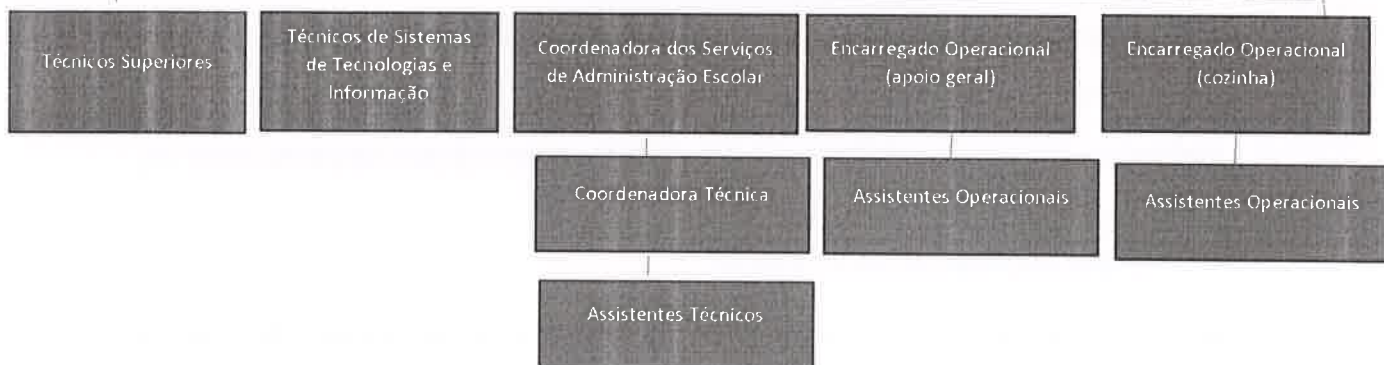 Técnicos Superiores
Técnicos de Sistemas
de Tecnologias e
Informação
Coordenadora dos Serviços
de Administração Escolar
Encarregado Operacional
(apoio geral)
Encarregado Operacional
(cozinha)
Coordenadora Técnica
Assistentes Operacionais
Assistentes Operacionais
Assistentes Técnicos